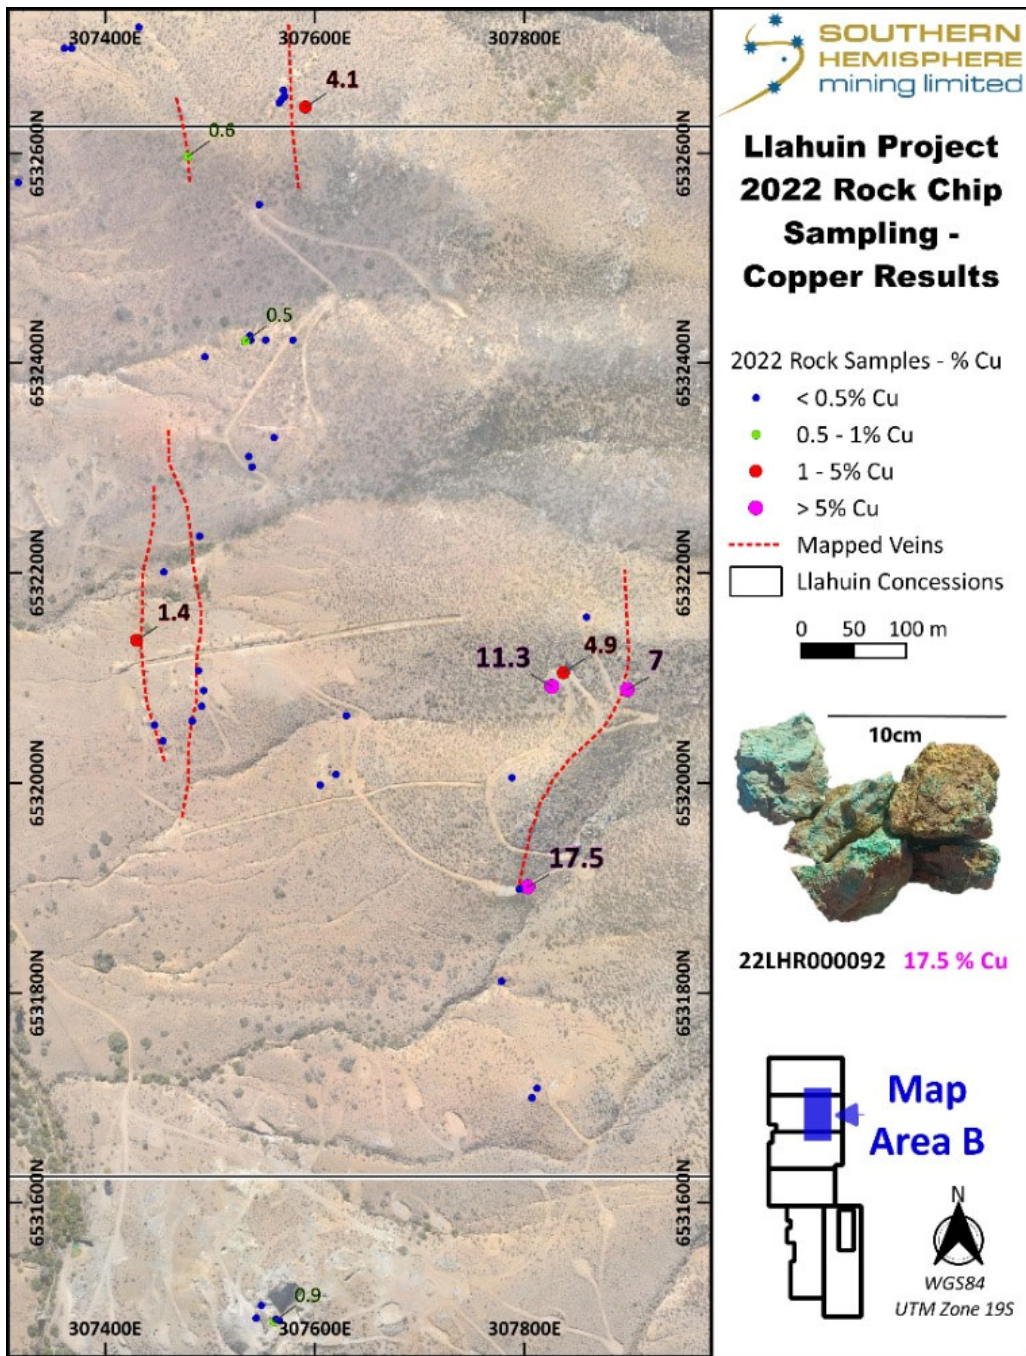 307400E
307600E
307800E
4.1
0.6
6532600N
6532600N
0.5
6532400N
6532400N
6532200N
6532200N
1.4
11.3
4.9
7
6532000N
6532000N
17.5
6531800N
6531800N
6531600N
6531600N
0.9
307400E
307600E
307800E
SOUTHERN
HEMISPHERE
mining limited
Llahuin Project
2022 Rock Chip
Sampling -
Copper Results
2022 Rock Samples - % Cu
< 0.5% Cu
0.5 - 1% Cu
1 - 5% Cu
> 5% Cu
Mapped Veins
Llahuin Concessions
0 50 100 m
10cm
22LHR000092 17.5 % Cu
Map
Area B
N
WGS84
UTM Zone 19S